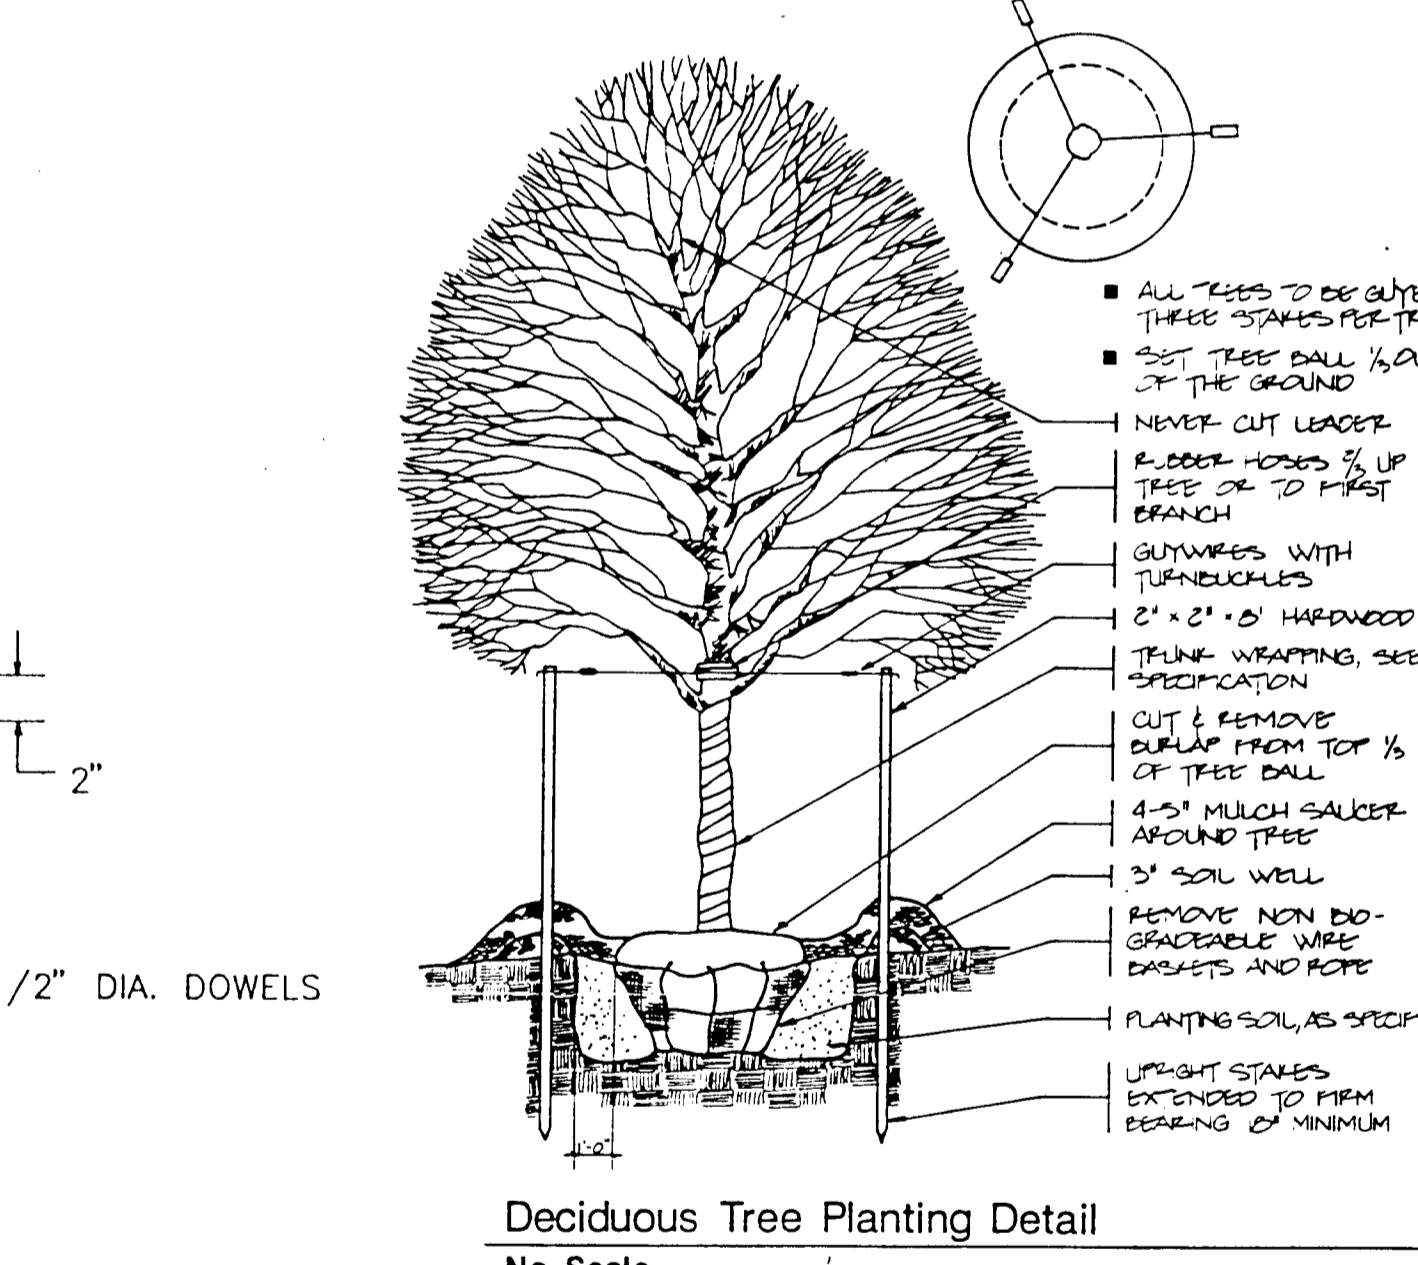 ALL TREES TO BE GUYE
THREE STAKES PER TR
SET TREE BALL 1/3 OU
OF THE GROUND
NEVER CUT LEADER
RUBBER HOSES 2/3 UP
TREE OR TO FIRST
BRANCH
GUYWIRES WITH
TURNBUCKLES
2" x 2" x 8' HARDWOOD
TRUNK WRAPPING, SEE
SPECIFICATION
CUT & REMOVE
BURLAP FROM TOP 1/3
OF TREE BALL
4-5" MULCH SAUCER
AROUND TREE
3" SOIL WELL
REMOVE NON BIO-
GRADEABLE WIRE
BASKETS AND ROPE
PLANTING SOIL, AS SPECIF
UPRIGHT STAKES
EXTENDED TO FIRM
BEARING 18" MINIMUM
2"
/2" DIA. DOWELS
1'-0"
Deciduous Tree Planting Detail
No Scale